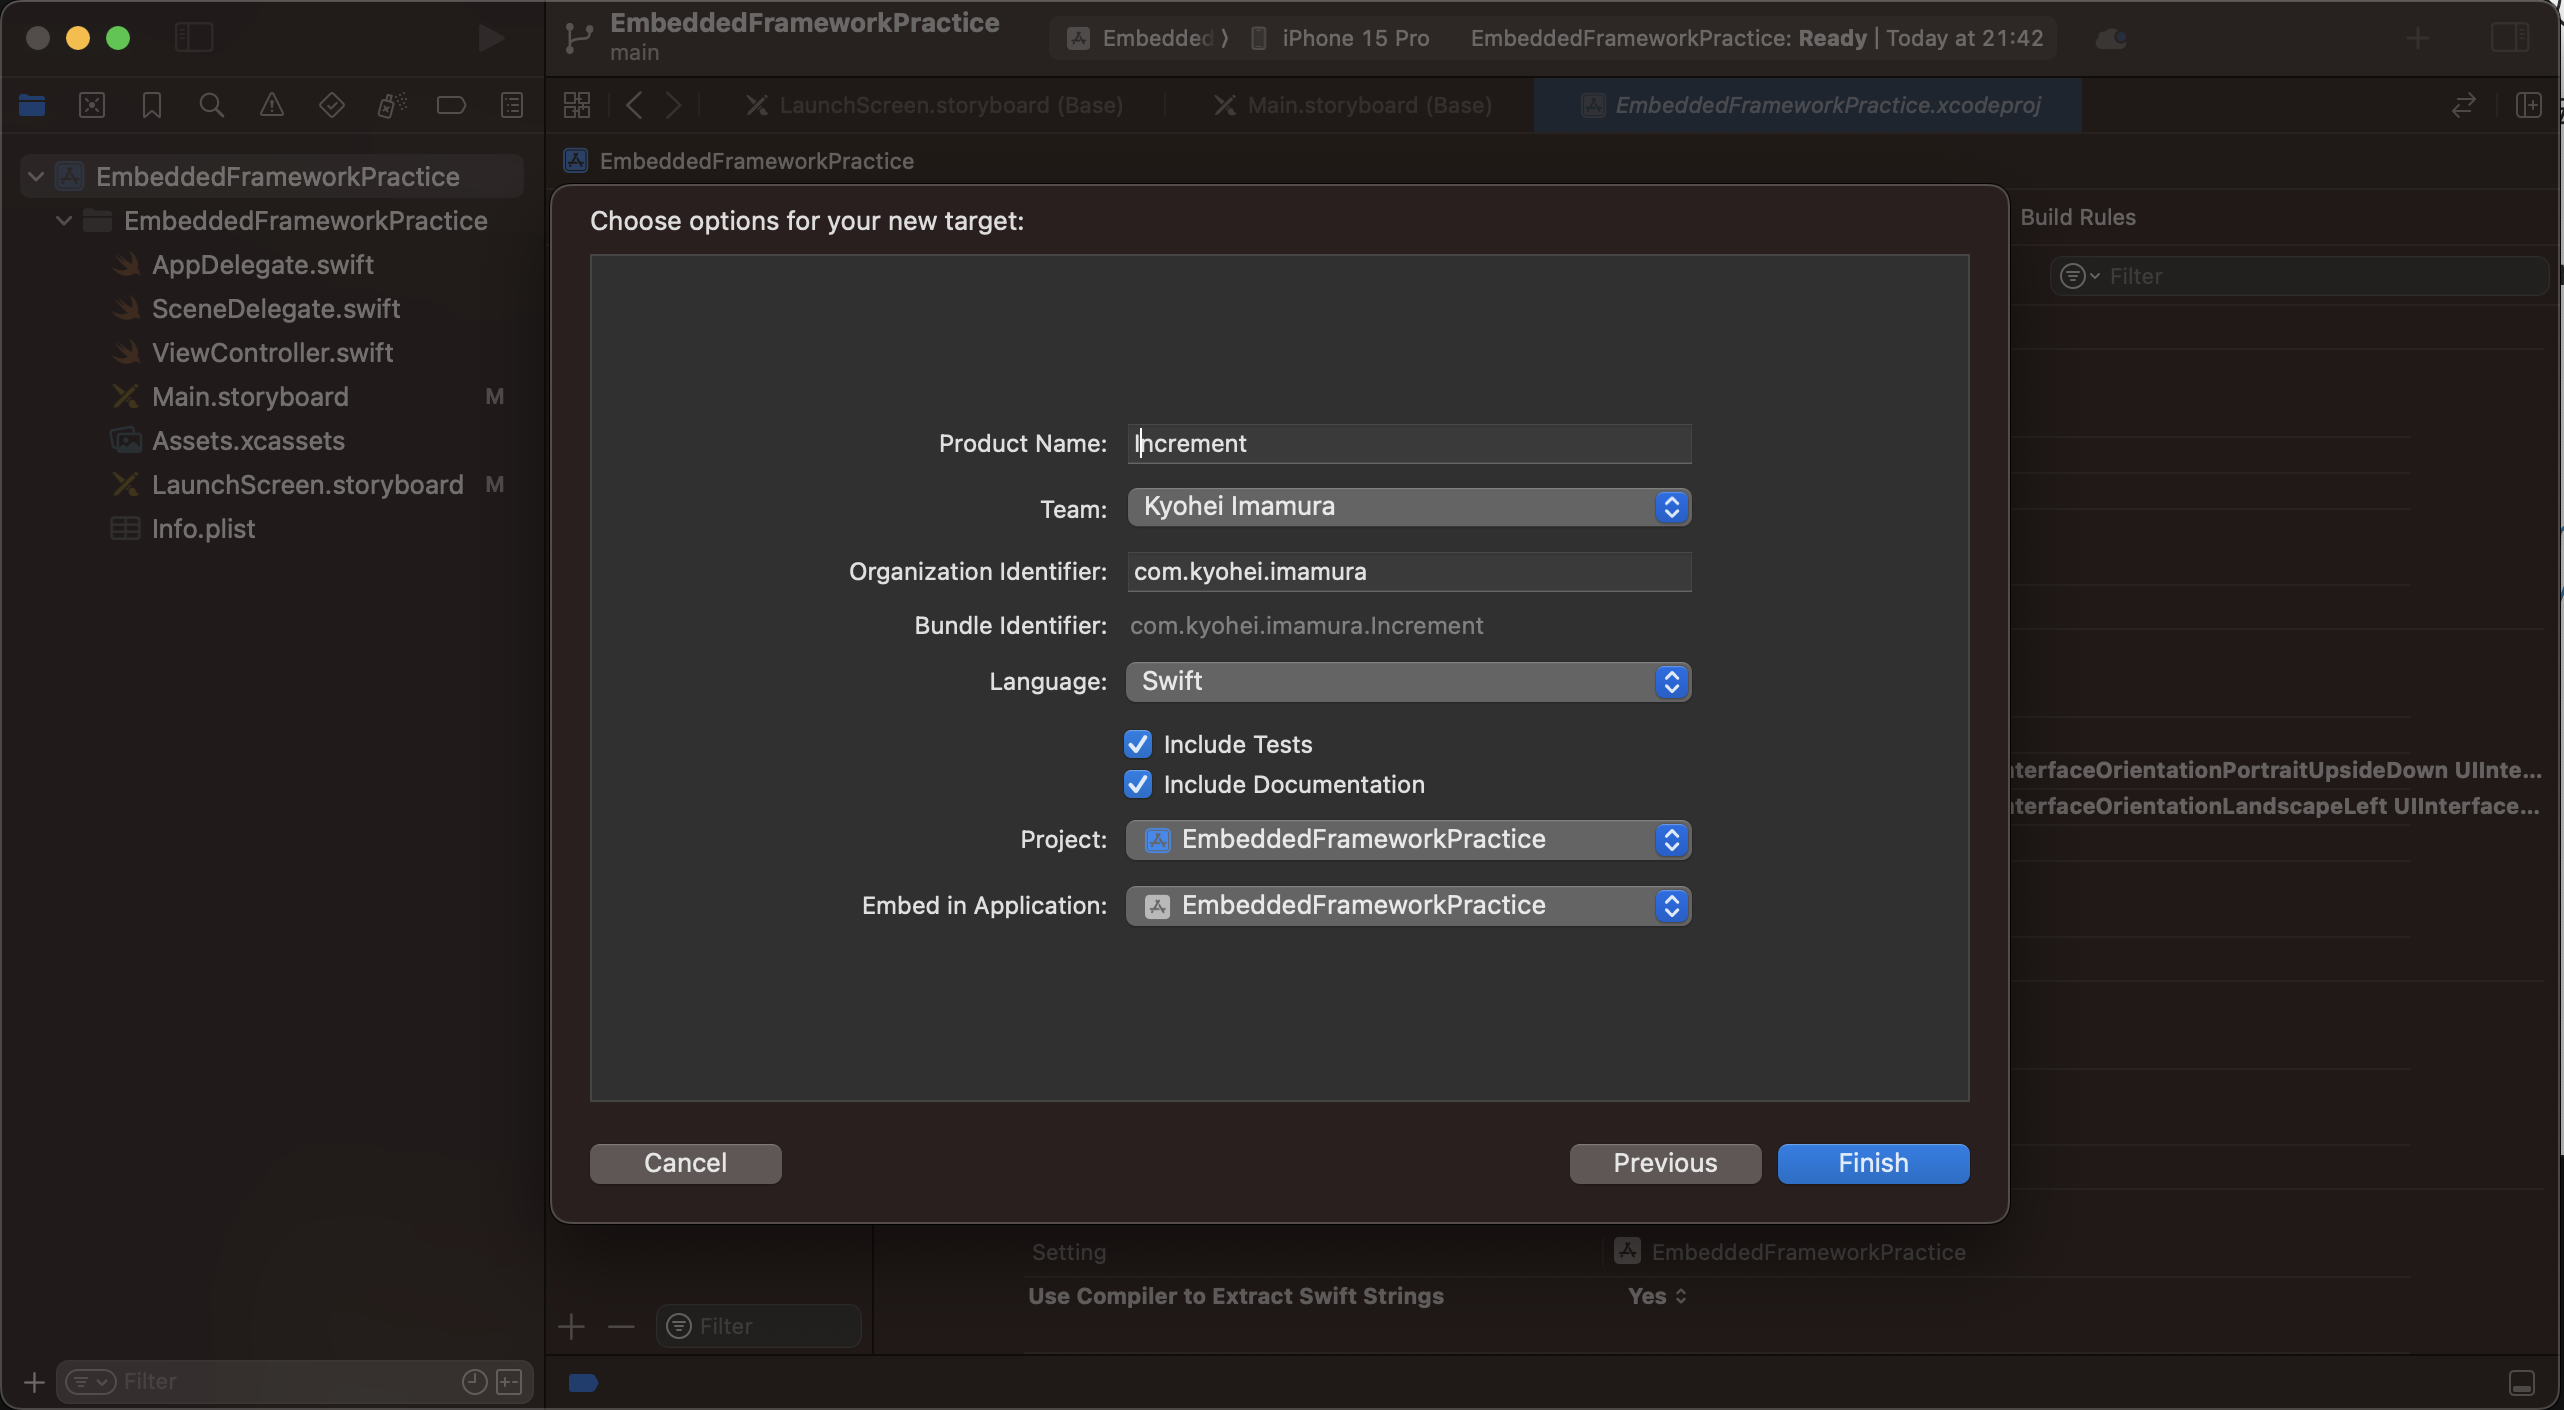 EmbeddedFrameworkPractice
main
Embedded
iPhone 15 Pro
EmbeddedFrameworkPractice: Ready | Today at 21:42
LaunchScreen.storyboard (Base)
Main.storyboard (Base)
EmbeddedFrameworkPractice.xcodeproj
EmbeddedFrameworkPractice
EmbeddedFrameworkPractice
AppDelegate.swift
SceneDelegate.swift
ViewController.swift
Main.storyboard M
Assets.xcassets
LaunchScreen.storyboard M
Info.plist
Filter
EmbeddedFrameworkPractice
Build Rules
Filter
Choose options for your new target:
Product Name: Increment
Team: Kyohei Imamura
Organization Identifier: com.kyohei.imamura
Bundle Identifier: com.kyohei.imamura.Increment
Language: Swift
Include Tests
Include Documentation
Project: EmbeddedFrameworkPractice
Embed in Application: EmbeddedFrameworkPractice
Cancel
Previous
Finish
nterfaceOrientationPortraitUpsideDown UIInte...
nterfaceOrientationLandscapeLeft UIInterface...
Setting
EmbeddedFrameworkPractice
Use Compiler to Extract Swift Strings
Yes
Filter